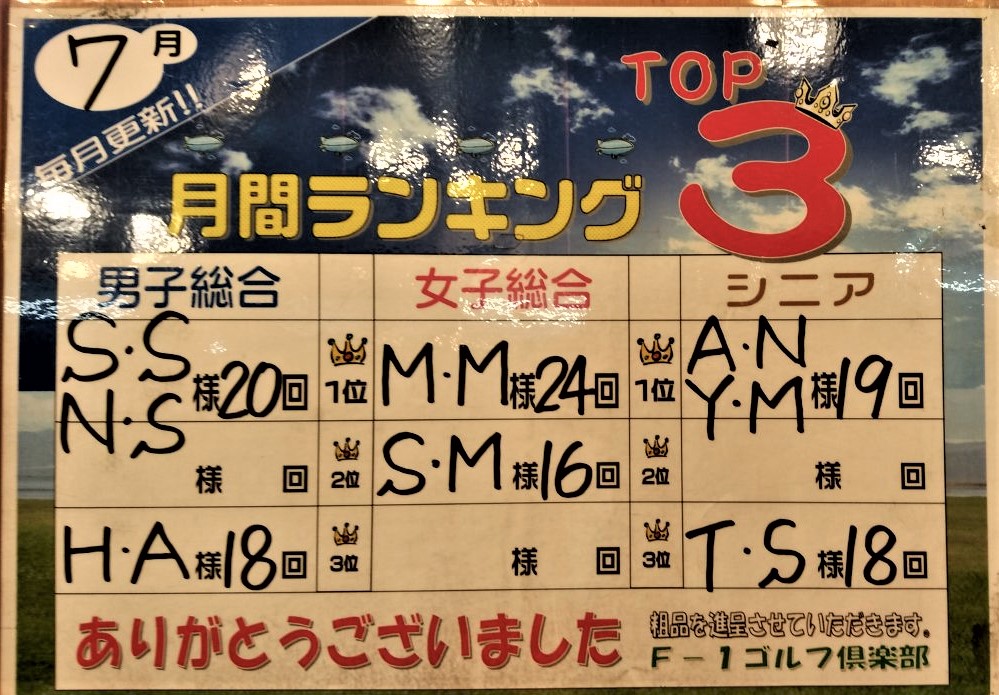 7月
毎月更新!!
TOP
3
月間ランキング
男子総合 女子総合 シニア
S・S
N・S 様20回 1位 M・M様24回 1位 A・N
Y・M様19回
様 回 2位 S・M様16回 2位 様 回
H・A様18回 3位 様 回 3位 T・S様18回
ありがとうございました
粗品を進呈させていただきます。
F-1ゴルフ倶楽部